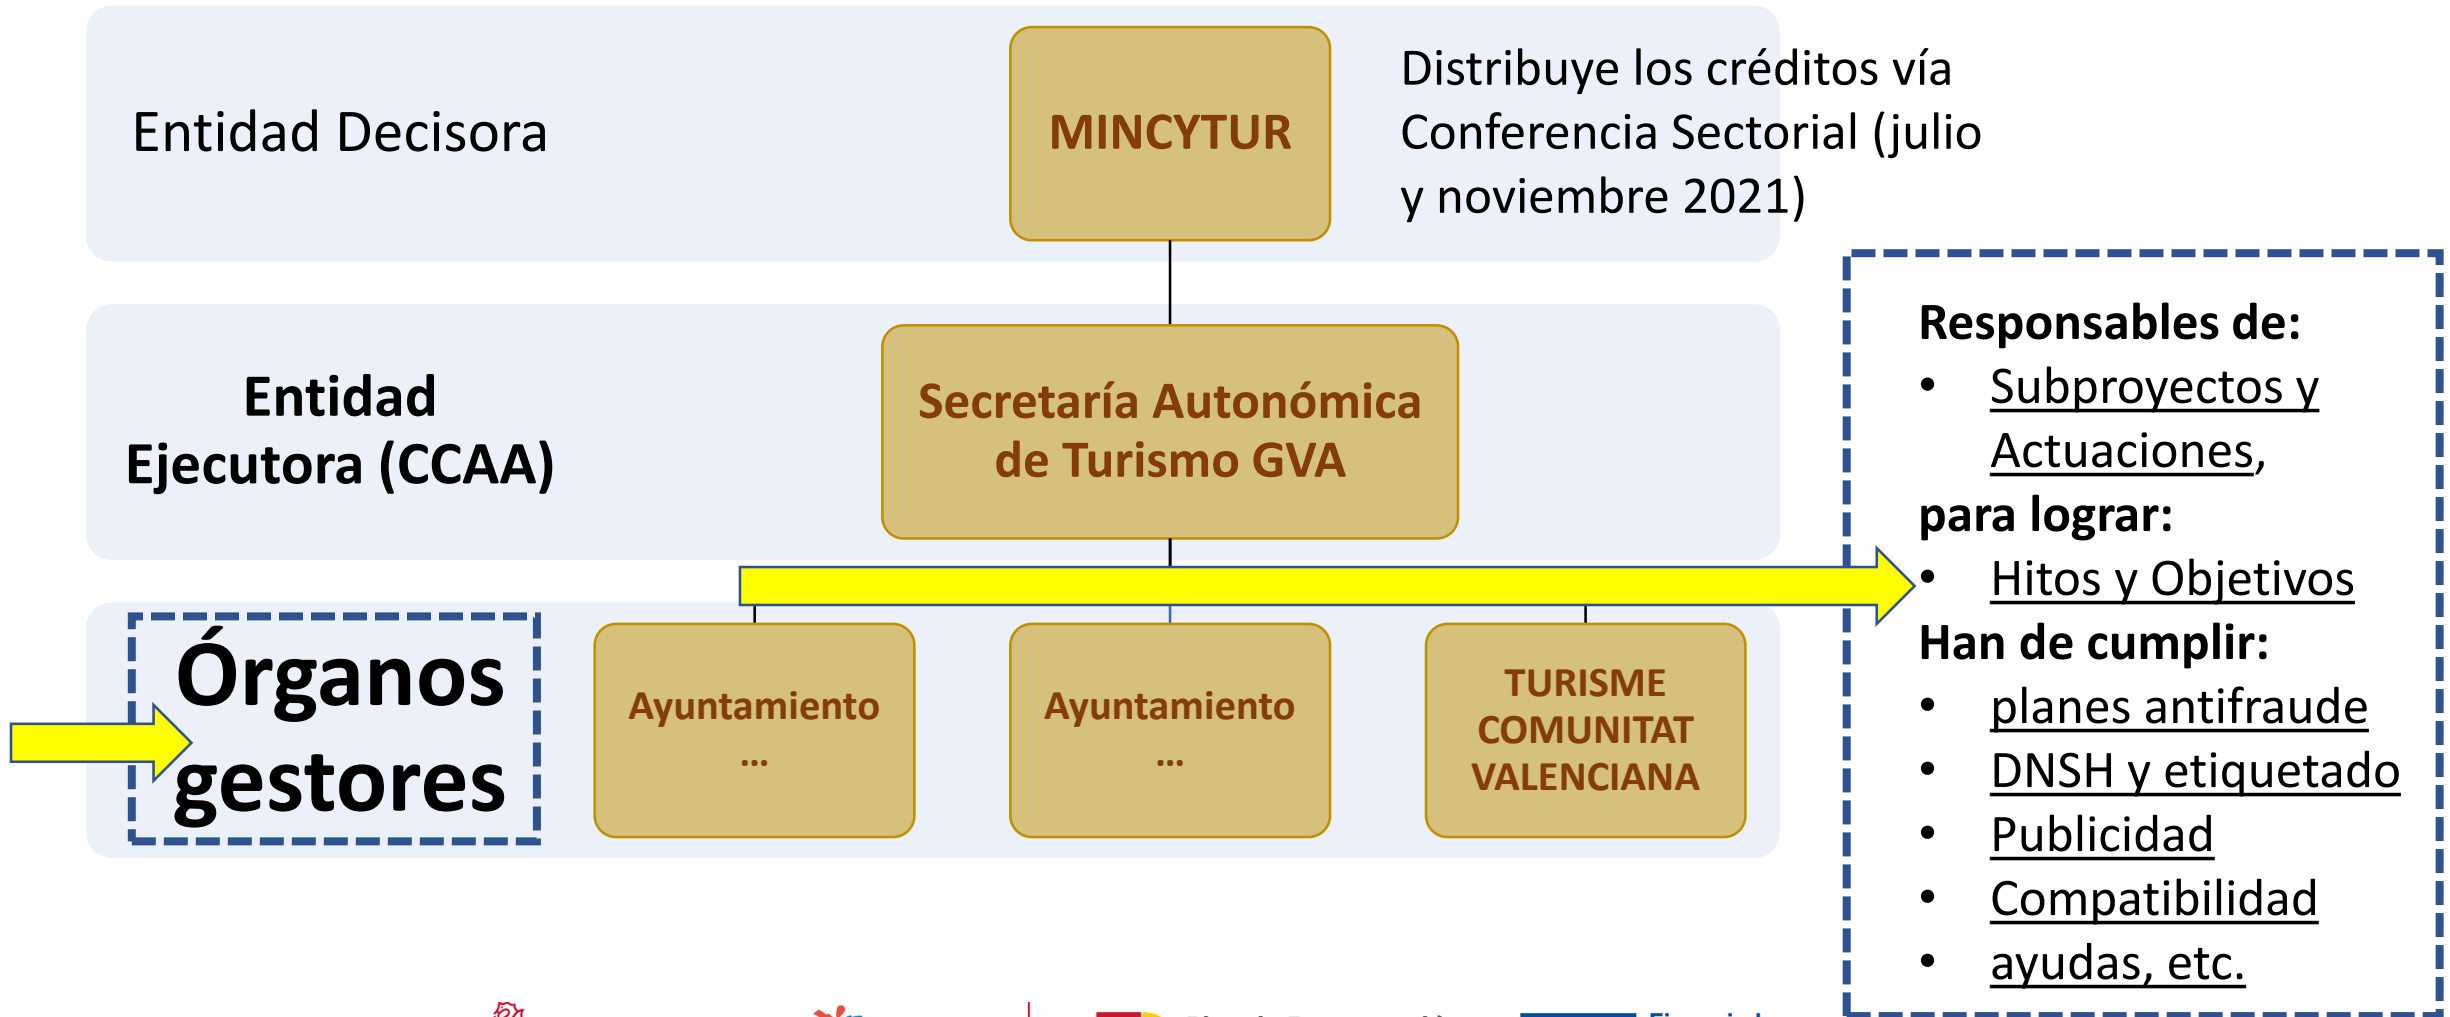 Entidad Decisora
MINCYTUR
Distribuye los créditos vía
Conferencia Sectorial (julio
y noviembre 2021)
Entidad
Ejecutora (CCAA)
Secretaría Autonómica
de Turismo GVA
Órganos
gestores
Ayuntamiento
...
Ayuntamiento
...
TURISME
COMUNITAT
VALENCIANA
Responsables de:
• Subproyectos y
Actuaciones,
para lograr:
• Hitos y Objetivos
Han de cumplir:
• planes antifraude
• DNSH y etiquetado
• Publicidad
• Compatibilidad
• ayudas, etc.